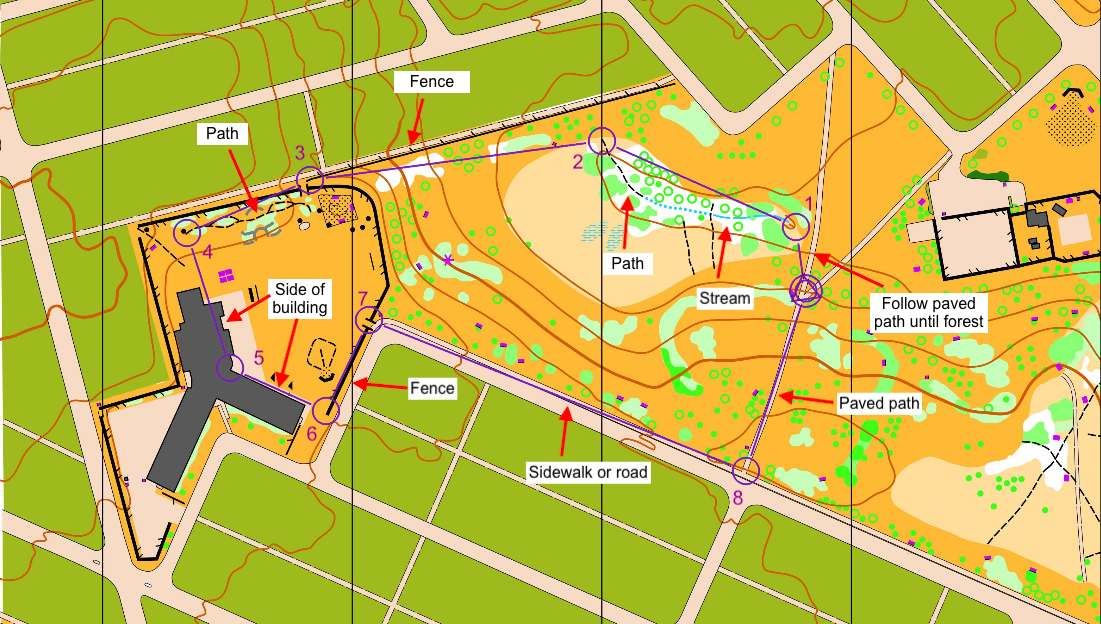 Fence
Path
3
2
1
4
Path
Side of
building
Stream
Follow paved
path until forest
7
5
Fence
Paved path
6
Sidewalk or road
8